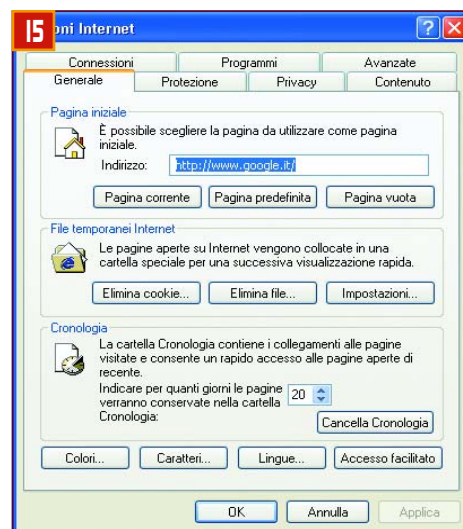 15
oni Internet
Connessioni Programmi Avanzate
Generale Protezione Privacy Contenuto
Pagina iniziale
È possibile scegliere la pagina da utilizzare come pagina
iniziale.
Indirizzo: http://www.google.it/
Pagina corrente Pagina predefinita Pagina vuota
File temporanei Internet
Le pagine aperte su Internet vengono collocate in una
cartella speciale per una successiva visualizzazione rapida.
Elimina cookie... Elimina file... Impostazioni...
Cronologia
La cartella Cronologia contiene i collegamenti alle pagine
visitate e consente un rapido accesso alle pagine aperte di
recente.
Indicare per quanti giorni le pagine
verranno conservate nella cartella 20
Cronologia:
Cancella Cronologia
Colori... Caratteri... Lingue... Accesso facilitato
OK Annulla Applica